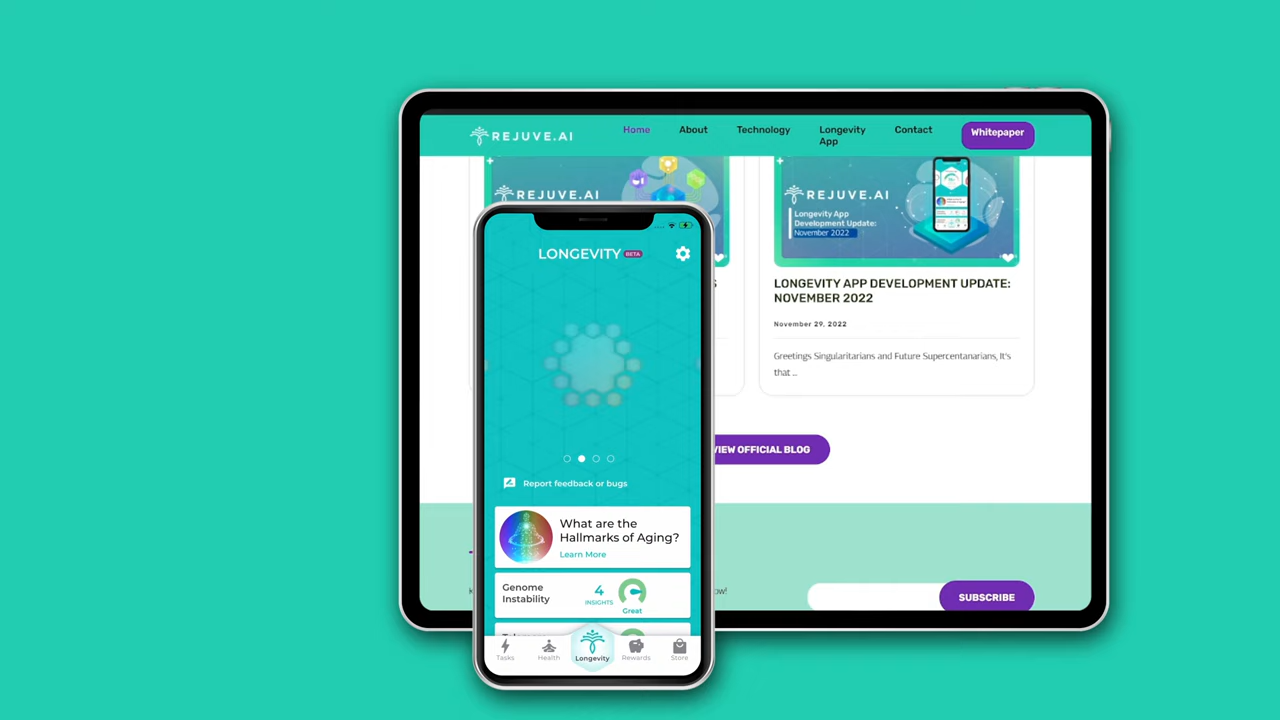 REJUVE.AI
Home
About
Technology
Longevity
App
Contact
Whitepaper
REJUVE.AI
REJUVE.AI
Longevity App
Development Update:
November 2022
LONGEVITY APP DEVELOPMENT UPDATE:
NOVEMBER 2022
November 29, 2022
Greetings Singularitarians and Future Supercentanarians, It's
that ...
VIEW OFFICIAL BLOG
SUBSCRIBE
LONGEVITY BETA
Report feedback or bugs
What are the
Hallmarks of Aging?
Learn More
Genome
Instability
4
INSIGHTS
Great
Tasks
Health
Longevity
Rewards
Store